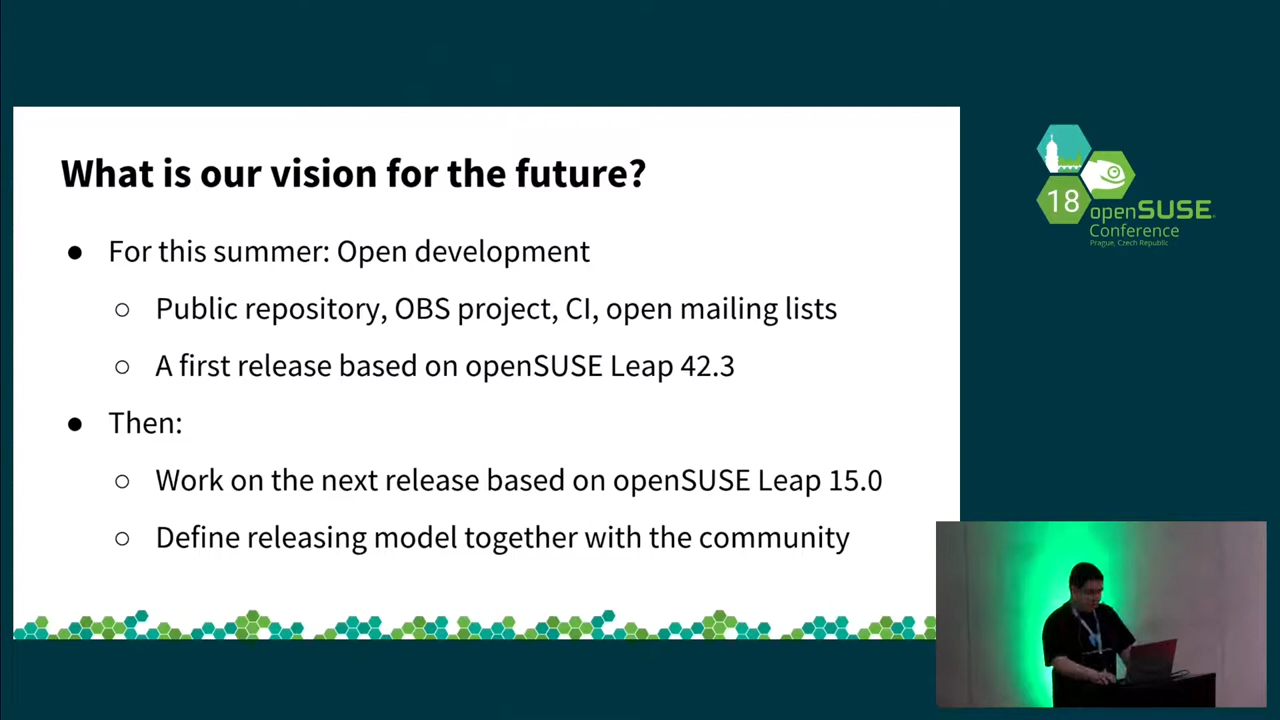 What is our vision for the future?
● For this summer: Open development
○ Public repository, OBS project, CI, open mailing lists
○ A first release based on openSUSE Leap 42.3
● Then:
○ Work on the next release based on openSUSE Leap 15.0
○ Define releasing model together with the community
18
openSUSE
Conference
Prague, Czech Republic